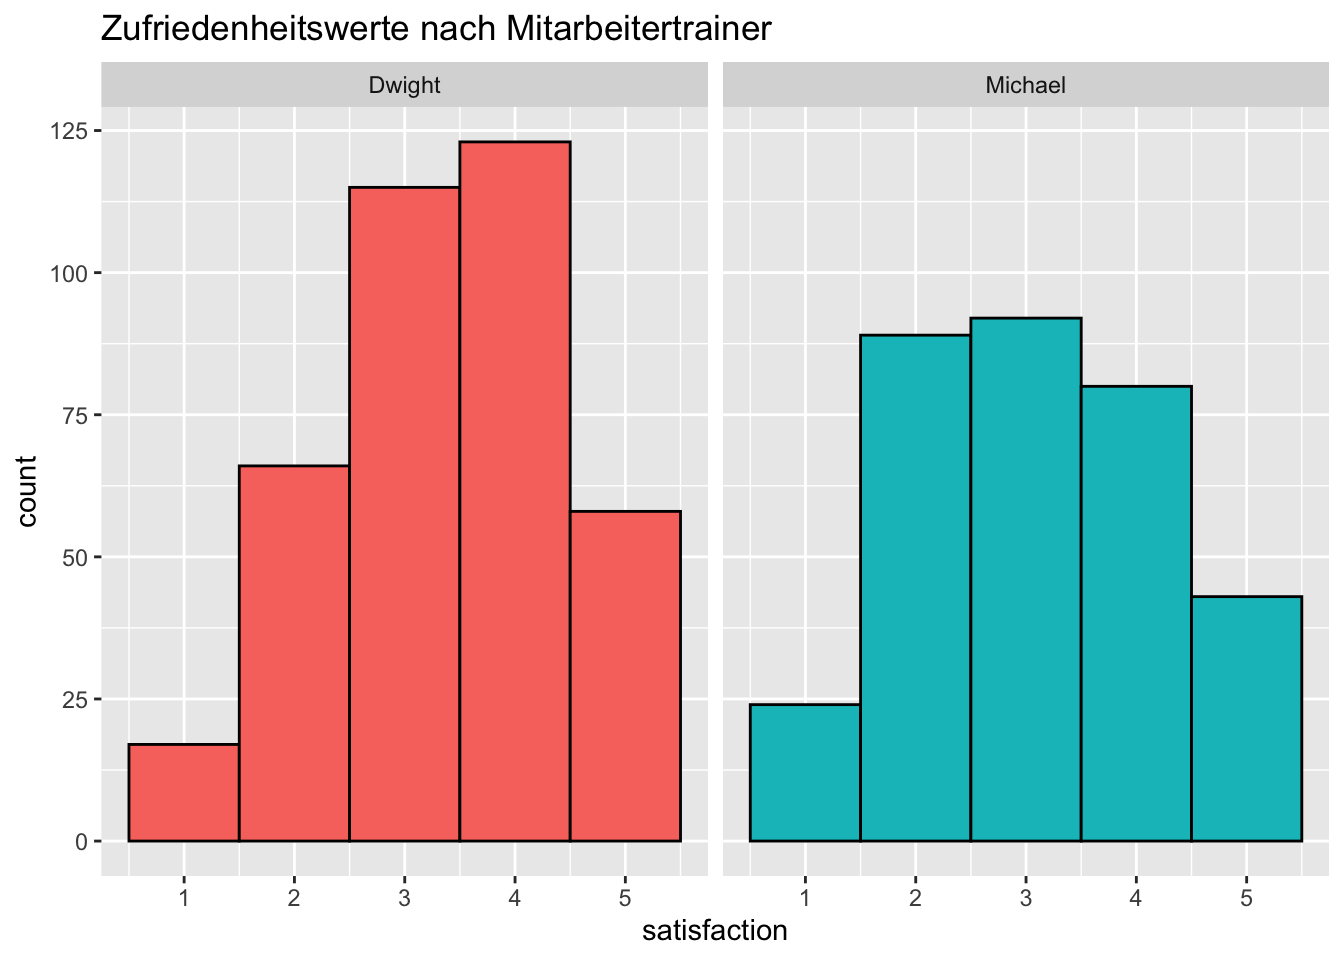 Zufriedenheitswerte nach Mitarbeitertrainer
Dwight
Michael
125
100
75
50
25
0
count
1 2 3 4 5
1 2 3 4 5
satisfaction